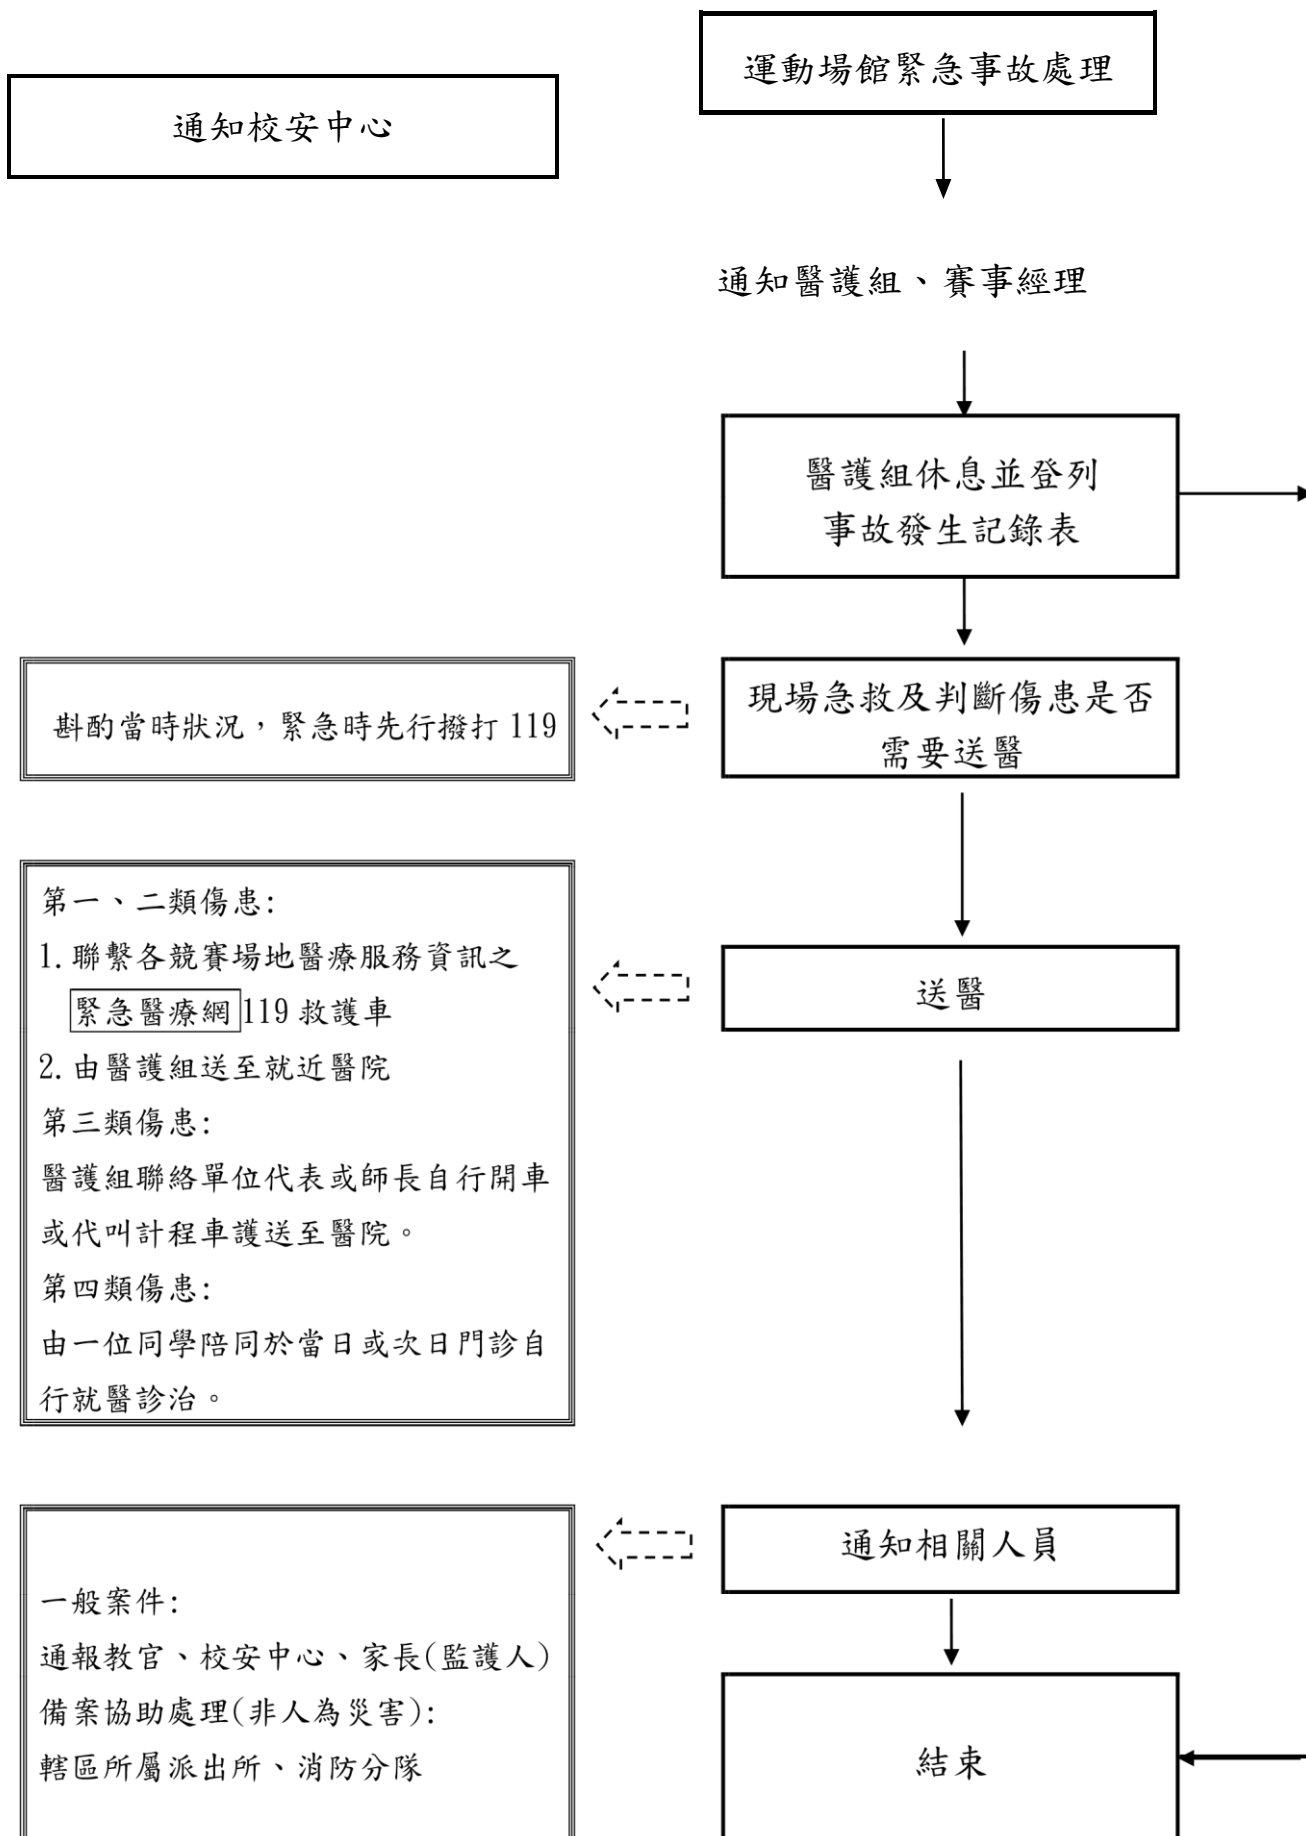 運動場館緊急事故處理
通知校安中心
通知醫護組、賽事經理
醫護組休息並登列
事故發生記錄表
現場急救及判斷傷患是否
需要送醫
斟酌當時狀況，緊急時先行撥打 119
送醫
第一、二類傷患:
1. 聯繫各競賽場地醫療服務資訊之
緊急醫療網 119 救護車
2. 由醫護組送至就近醫院
第三類傷患:
醫護組聯絡單位代表或師長自行開車
或代叫計程車護送至醫院。
第四類傷患:
由一位同學陪同於當日或次日門診自
行就醫診治。
通知相關人員
一般案件:
通報教官、校安中心、家長(監護人)
備案協助處理(非人為災害):
轄區所屬派出所、消防分隊
結束